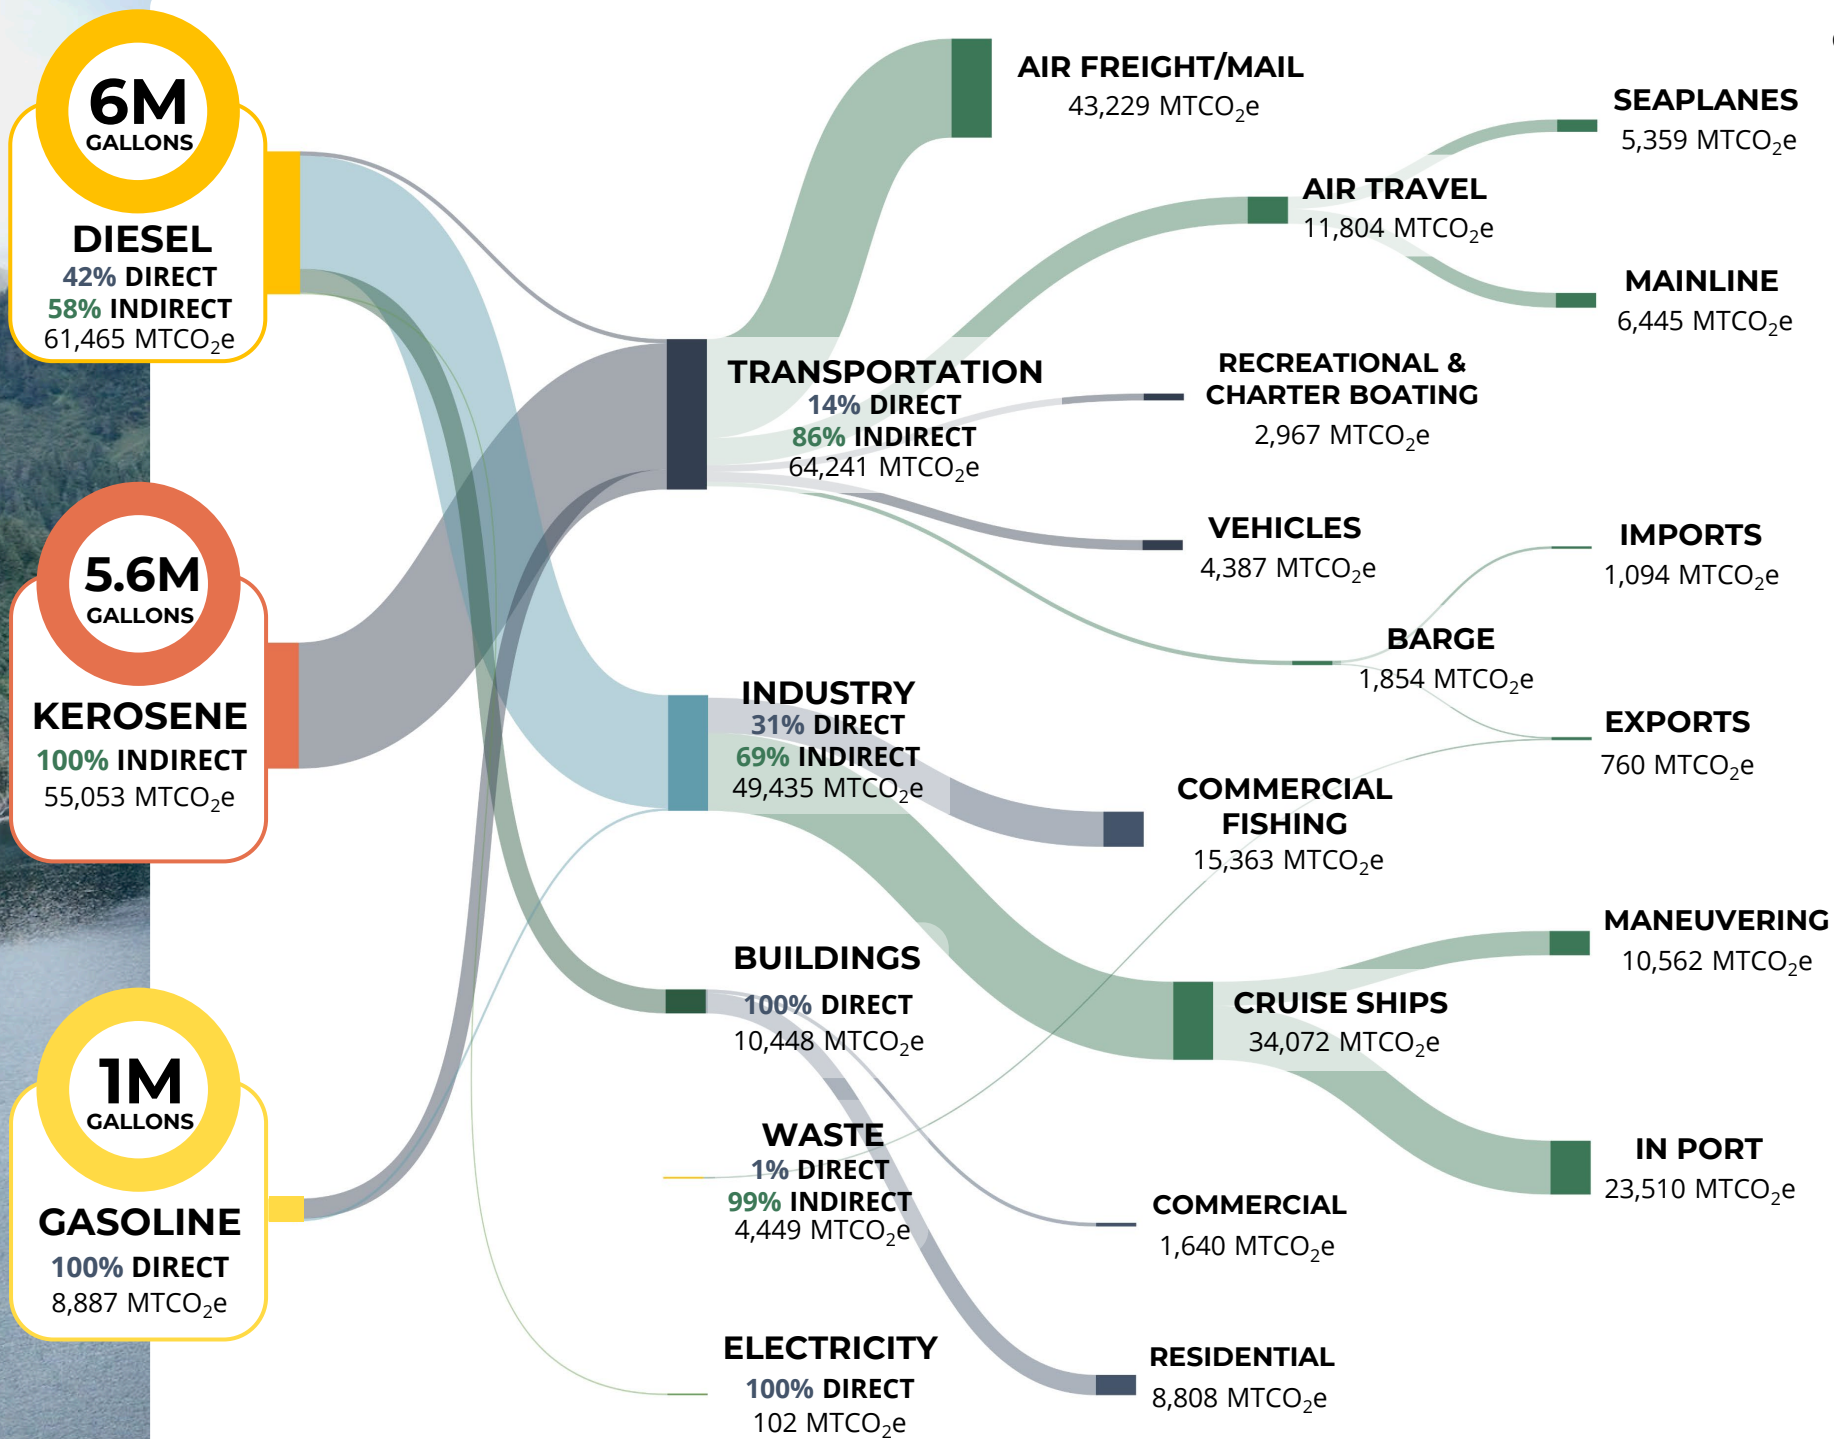 6M
GALLONS
DIESEL
42% DIRECT
58% INDIRECT
61,465 MTCO₂e
5.6M
GALLONS
KEROSENE
100% INDIRECT
55,053 MTCO₂e
1M
GALLONS
GASOLINE
100% DIRECT
8,887 MTCO₂e
TRANSPORTATION
14% DIRECT
86% INDIRECT
64,241 MTCO₂e
INDUSTRY
31% DIRECT
69% INDIRECT
49,435 MTCO₂e
BUILDINGS
100% DIRECT
10,448 MTCO₂e
WASTE
1% DIRECT
99% INDIRECT
4,449 MTCO₂e
ELECTRICITY
100% DIRECT
102 MTCO₂e
AIR FREIGHT/MAIL
43,229 MTCO₂e
AIR TRAVEL
11,804 MTCO₂e
RECREATIONAL &
CHARTER BOATING
2,967 MTCO₂e
VEHICLES
4,387 MTCO₂e
BARGE
1,854 MTCO₂e
COMMERCIAL
FISHING
15,363 MTCO₂e
CRUISE SHIPS
34,072 MTCO₂e
COMMERCIAL
1,640 MTCO₂e
RESIDENTIAL
8,808 MTCO₂e
SEAPLANES
5,359 MTCO₂e
MAINLINE
6,445 MTCO₂e
IMPORTS
1,094 MTCO₂e
EXPORTS
760 MTCO₂e
MANEUVERING
10,562 MTCO₂e
IN PORT
23,510 MTCO₂e